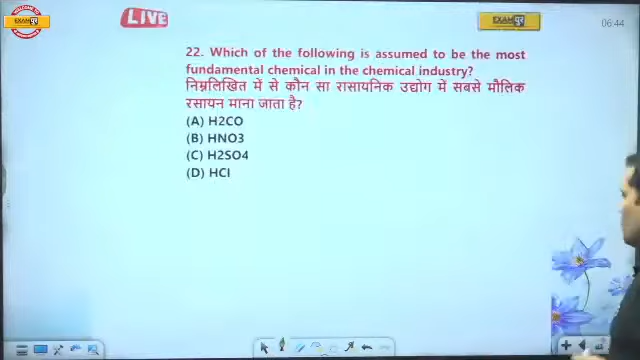 LIVE
EXAMपुर
06:44
22. Which of the following is assumed to be the most
fundamental chemical in the chemical industry?
निम्नलिखित में से कौन सा रासायनिक उद्योग में सबसे मौलिक
रसायन माना जाता है?
(A) H2CO
(B) HNO3
(C) H2SO4
(D) HCl